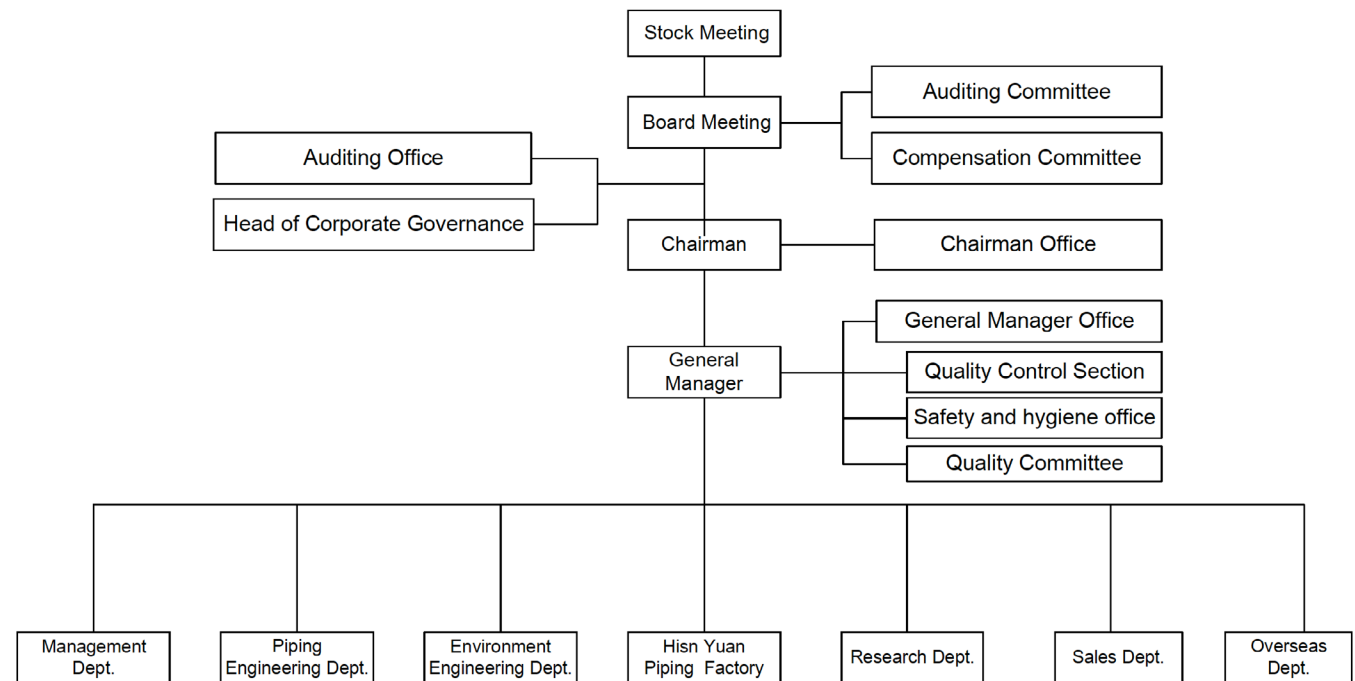 Stock Meeting
Board Meeting
Auditing Committee
Compensation Committee
Auditing Office
Head of Corporate Governance
Chairman
Chairman Office
General
Manager
General Manager Office
Quality Control Section
Safety and hygiene office
Quality Committee
Management
Dept.
Piping
Engineering Dept.
Environment
Engineering Dept.
Hisn Yuan
Piping Factory
Research Dept.
Sales Dept.
Overseas
Dept.